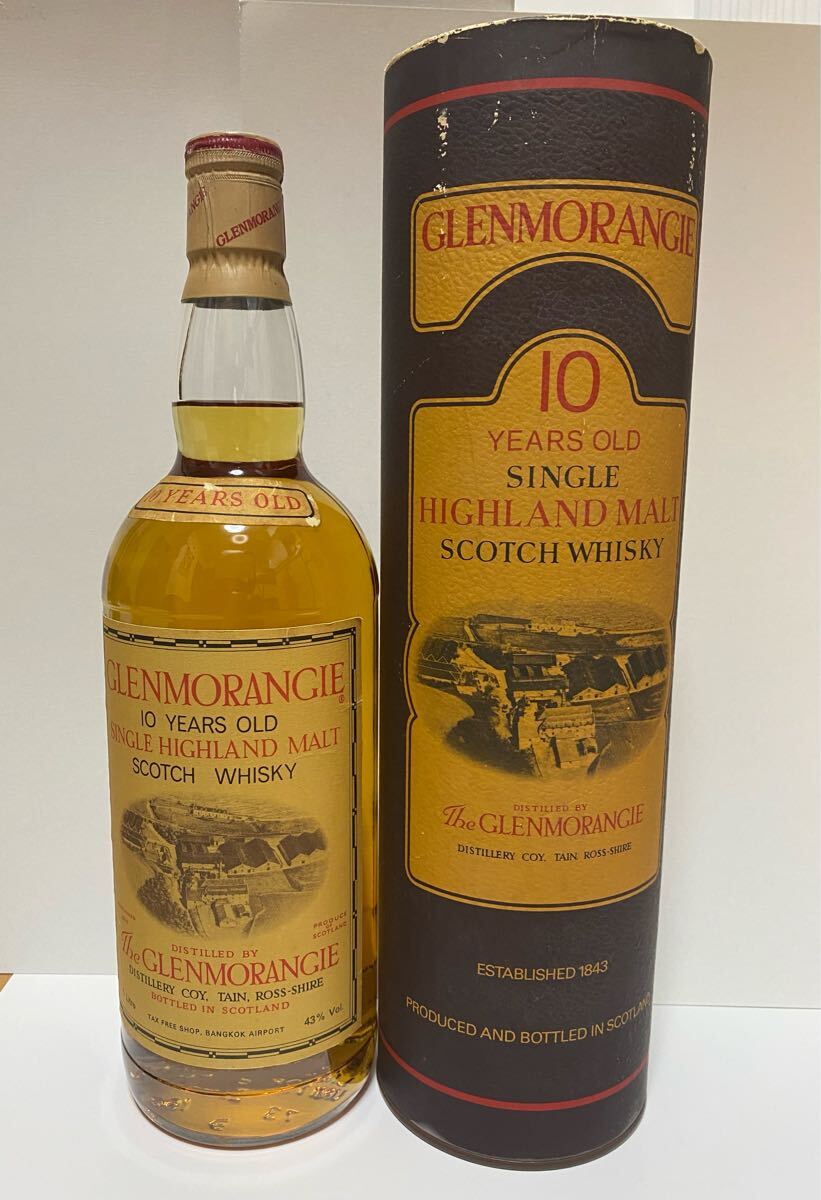 GLENMORANGIE
10 YEARS OLD
GLENMORANGIE
10 YEARS OLD
SINGLE HIGHLAND MALT
SCOTCH WHISKY
PRODUCE
OF
SCOTLAND
DISTILLED BY
The GLENMORANGIE
DISTILLERY COY. TAIN, ROSS-SHIRE
BOTTLED IN SCOTLAND
TAX FREE SHOP, BANGKOK AIRPORT
43% Vol.
GLENMORANGIE
10
YEARS OLD
SINGLE
HIGHLAND MALT
SCOTCH WHISKY
DISTILLED BY
The GLENMORANGIE
DISTILLERY COY. TAIN, ROSS-SHIRE
ESTABLISHED 1843
PRODUCED AND BOTTLED IN SCOTLAND